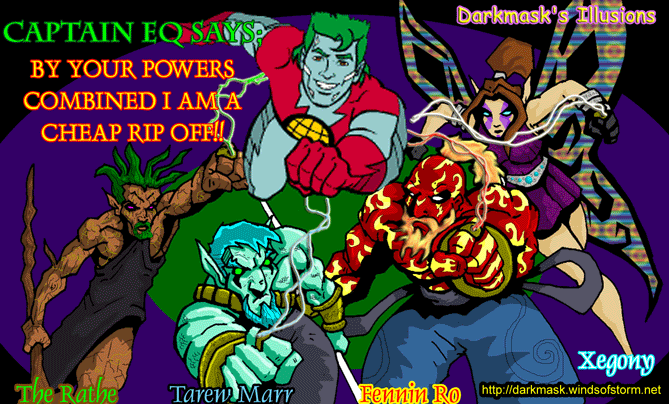 CAPTAIN EQ SAYS:
Darkmask's Illusions
BY YOUR POWERS
COMBINED I AM A
CHEAP RIP OFF!!
Xegony
The Rathe
Tarew Marr
Fennin Ro
http://darkmask.windsofstorm.net